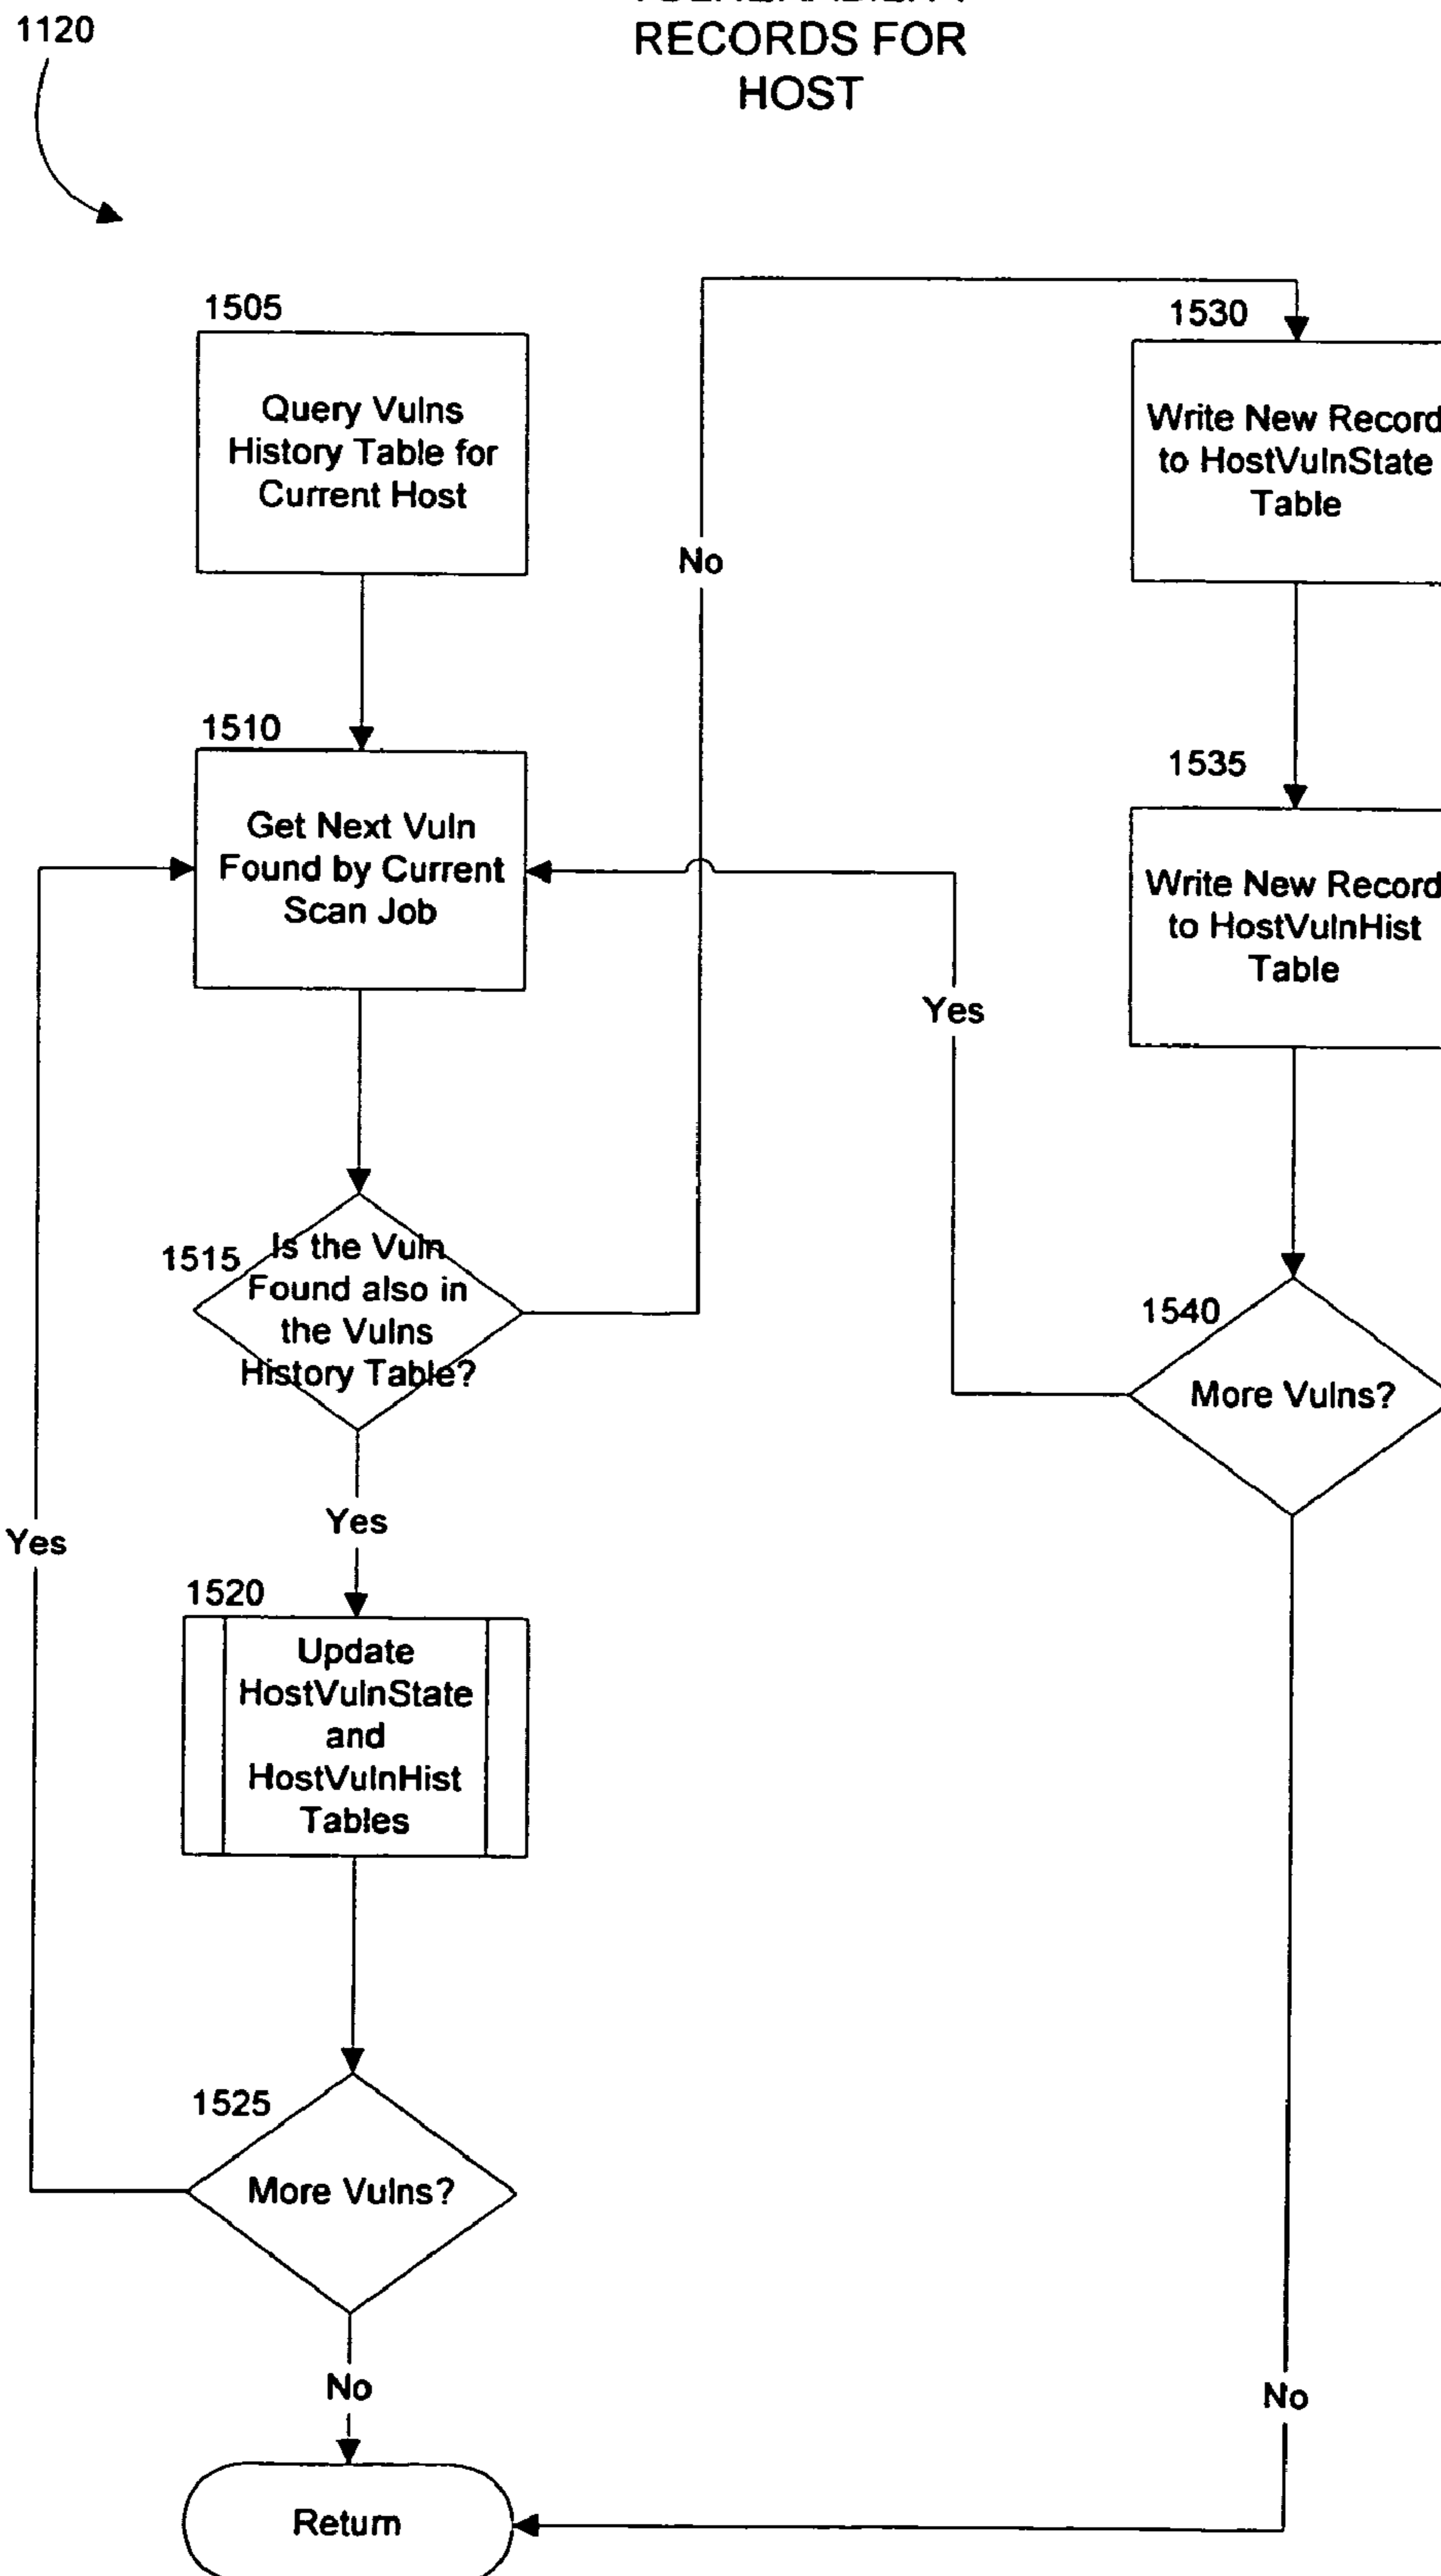 1120
RECORDS FOR
HOST
1505
Query Vulns
History Table for
Current Host
1510
Get Next Vuln
Found by Current
Scan Job
1515
Is the Vuln
Found also in
the Vulns
History Table?
Yes
1520
Update
HostVulnState
and
HostVulnHist
Tables
1525
More Vulns?
Yes
No
Return
No
1530
Write New Record
to HostVulnState
Table
1535
Write New Record
to HostVulnHist
Table
1540
More Vulns?
Yes
No